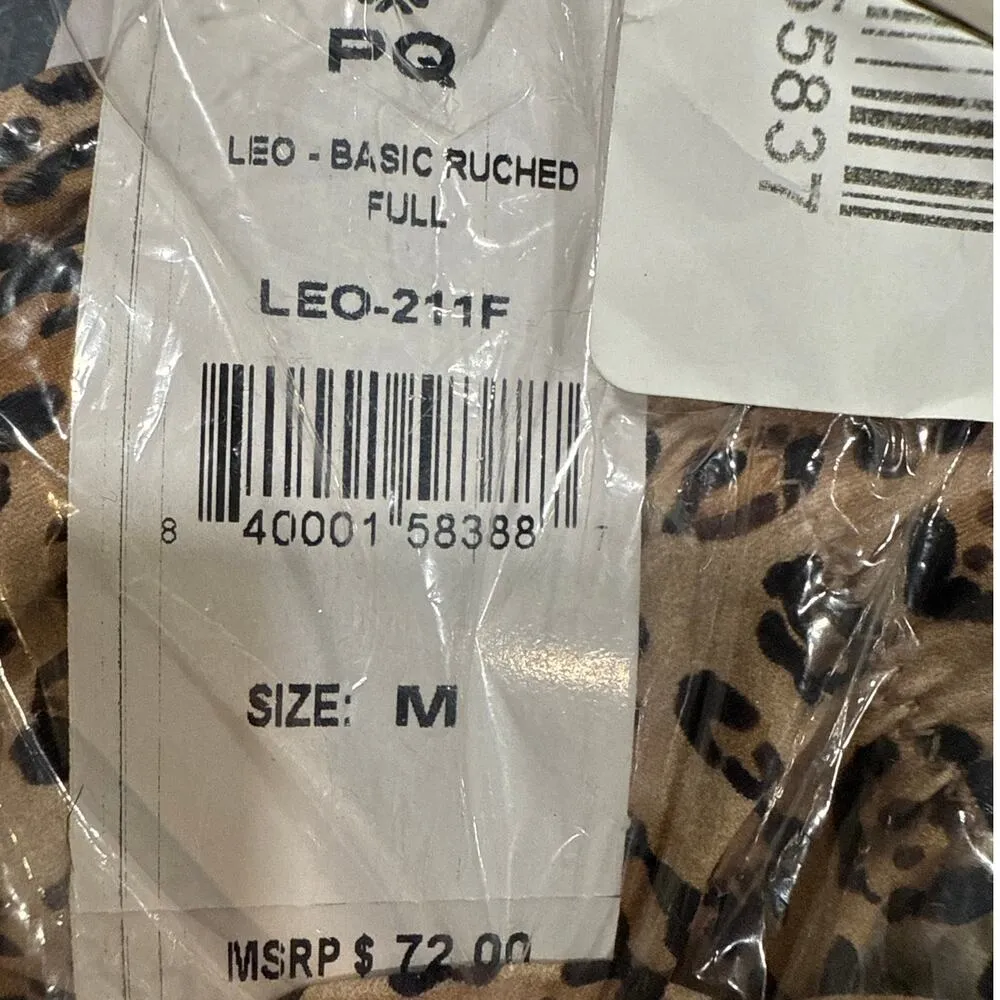 PQ
LEO - BASIC RUCHED
FULL
LEO-211F
8 40001 58388 7
SIZE: M
MSRP $ 72.00
5837